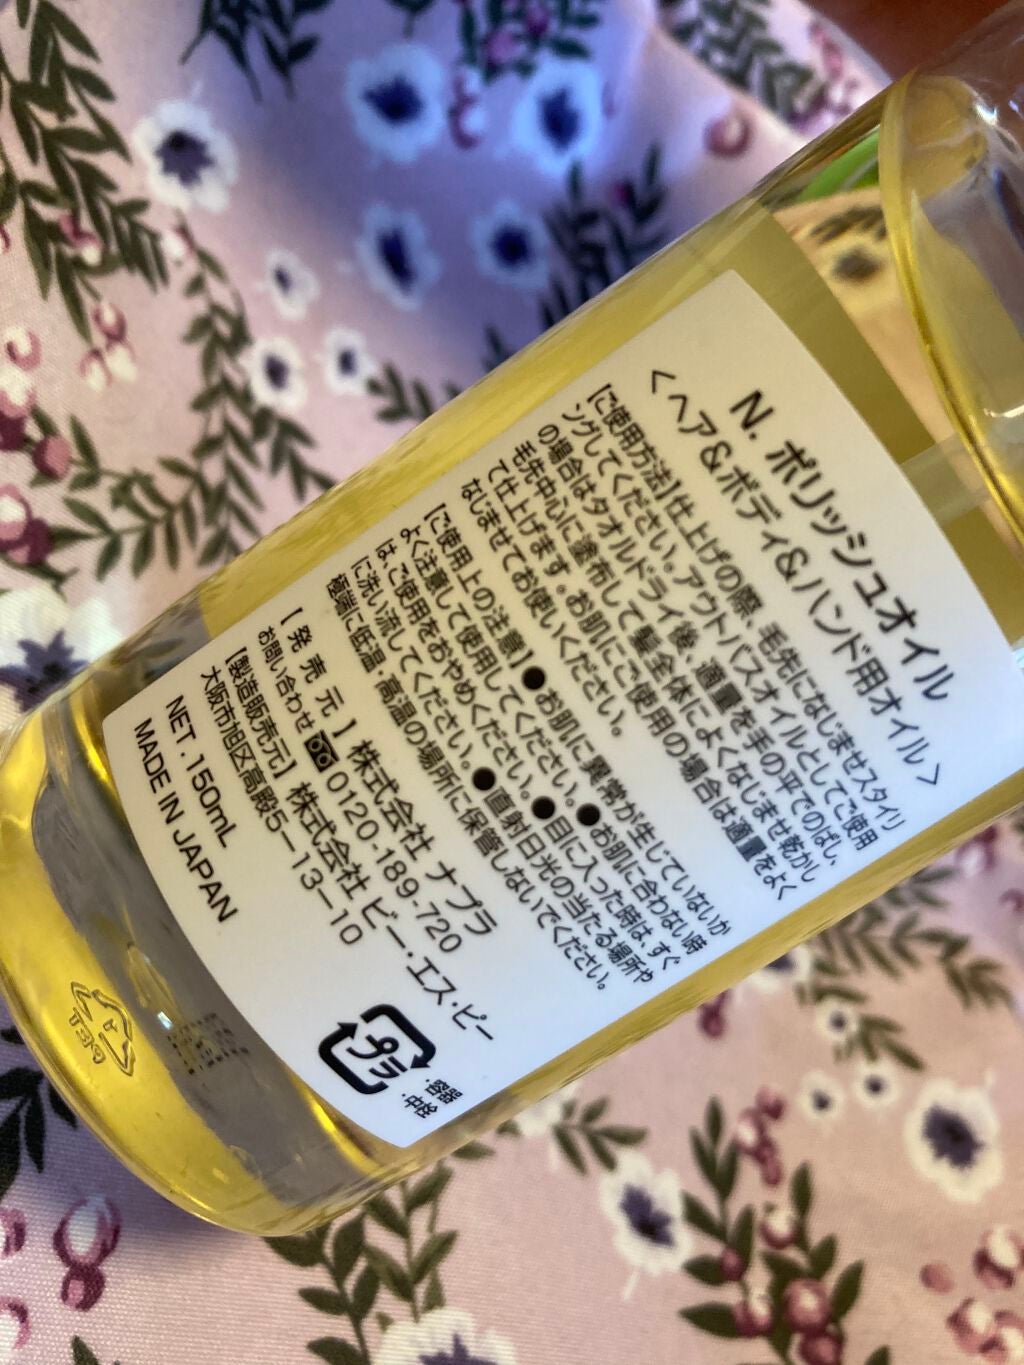 N. ポリッシュオイル
＜ヘア&ボディ&ハンド用オイル＞
【ご使用方法】仕上げの際、毛先になじませスタイリ
ングしてください。アウトバスオイルとしてご使用
の場合はタオルドライ後、適量を手の平でのばし、
毛先中心に塗布して髪全体によくなじませ乾かし
て仕上げます。お肌にご使用の場合は適量をよく
なじませてお使いください。
【ご使用上の注意】●お肌に異常が生じていないか
よく注意して使用してください。●お肌に合わない時
は、ご使用をおやめください。●目に入った時は、すぐ
に洗い流してください。●直射日光の当たる場所や
極端に低温・高温の場所に保管しないでください。
【発売元】株式会社 ナプラ
お問い合わせ 0120-189-720
【製造販売元】株式会社 ビー・エス・ピー
大阪市旭区高殿5－13－10
NET . 150mL
MADE IN JAPAN
プラ
・容器
・中栓
PET